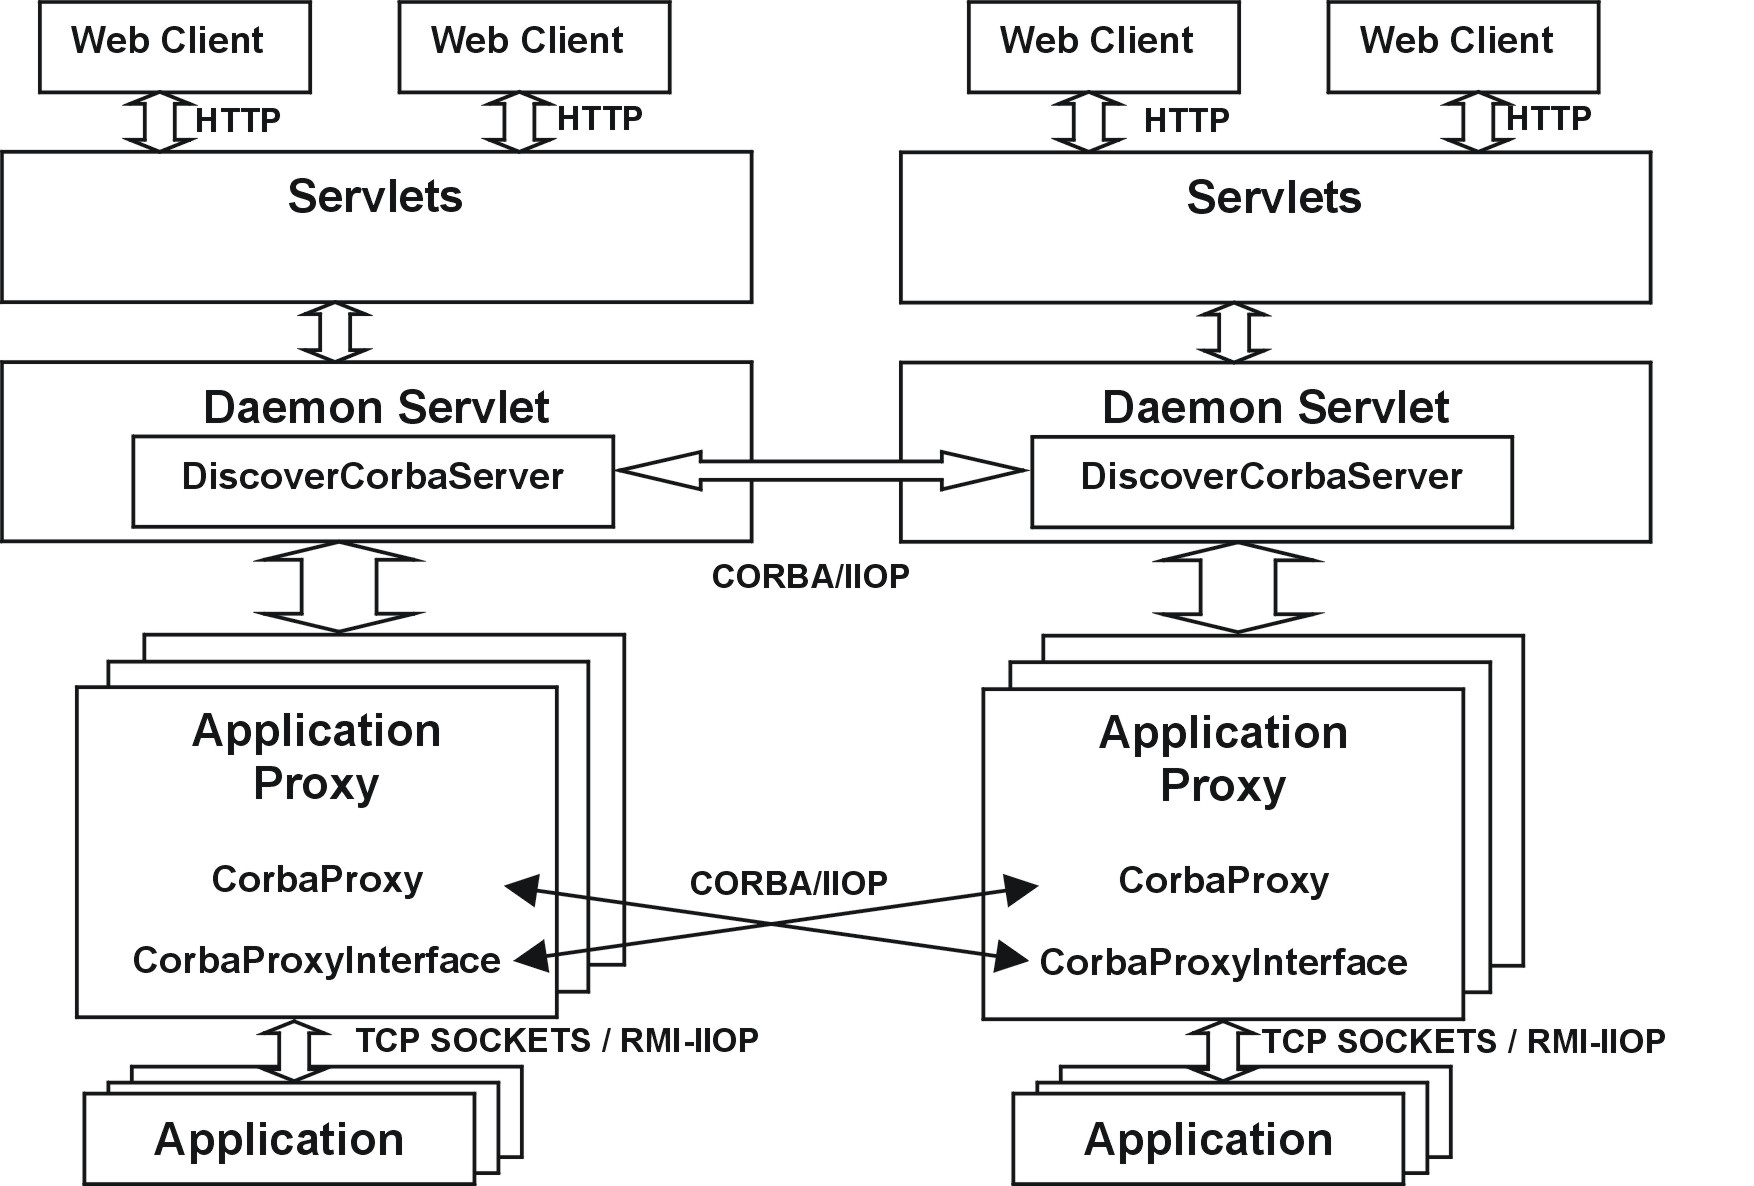 Web Client
Web Client
Web Client
Web Client
HTTP
HTTP
HTTP
HTTP
Servlets
Servlets
Daemon Servlet
Daemon Servlet
DiscoverCorbaServer
DiscoverCorbaServer
CORBA/IIOP
Application
Proxy
Application
Proxy
CorbaProxy
CORBA/IIOP
CorbaProxy
CorbaProxyInterface
CorbaProxyInterface
TCP SOCKETS / RMI-IIOP
TCP SOCKETS / RMI-IIOP
Application
Application